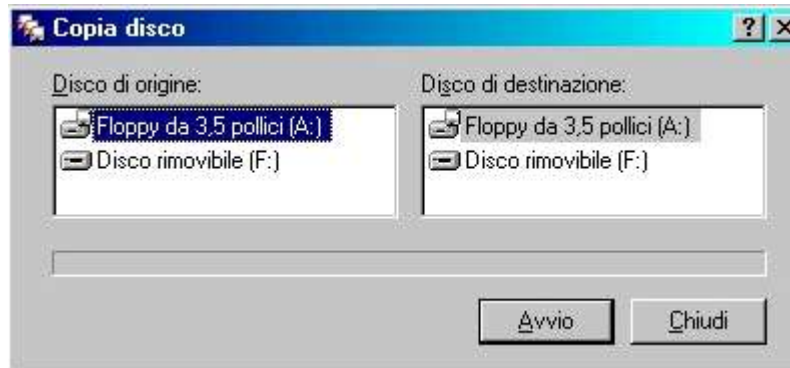 Copia disco
Disco di origine:
Floppy da 3,5 pollici (A:)
Disco rimovibile (F:)
Disco di destinazione:
Floppy da 3,5 pollici (A:)
Disco rimovibile (F:)
Avvio
Chiudi